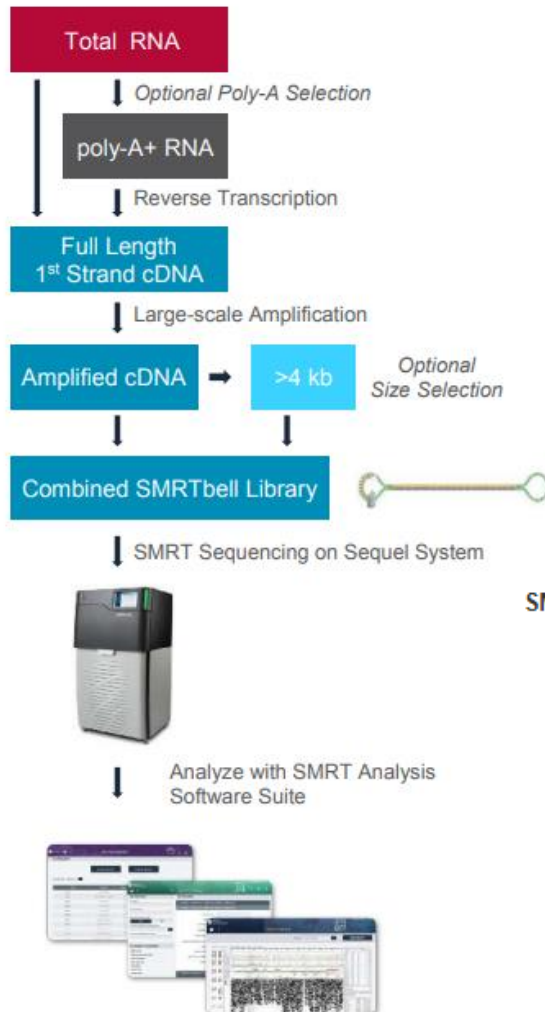 Total RNA
Optional Poly-A Selection
poly-A+ RNA
Reverse Transcription
Full Length
1st Strand cDNA
Large-scale Amplification
Amplified cDNA
>4 kb
Optional
Size Selection
Combined SMRTbell Library
SMRT Sequencing on Sequel System
SM
Analyze with SMRT Analysis
Software Suite